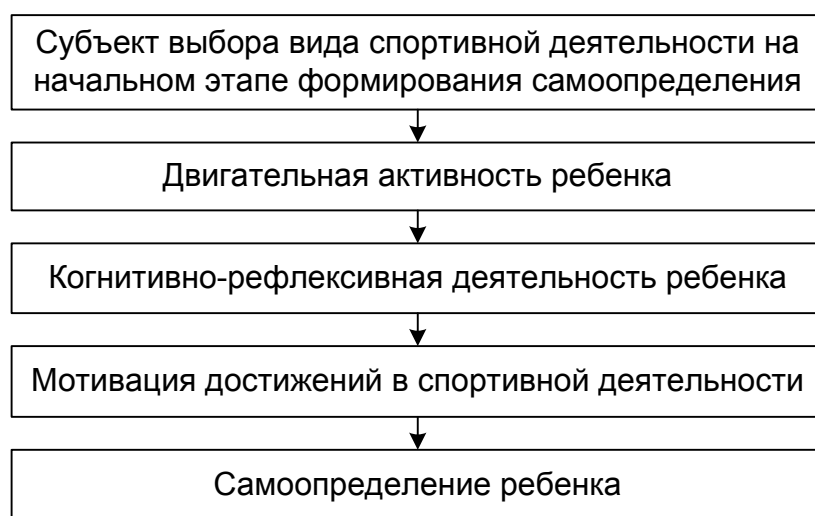 Субъект выбора вида спортивной деятельности на
начальном этапе формирования самоопределения
Двигательная активность ребенка
Когнитивно-рефлексивная деятельность ребенка
Мотивация достижений в спортивной деятельности
Самоопределение ребенка